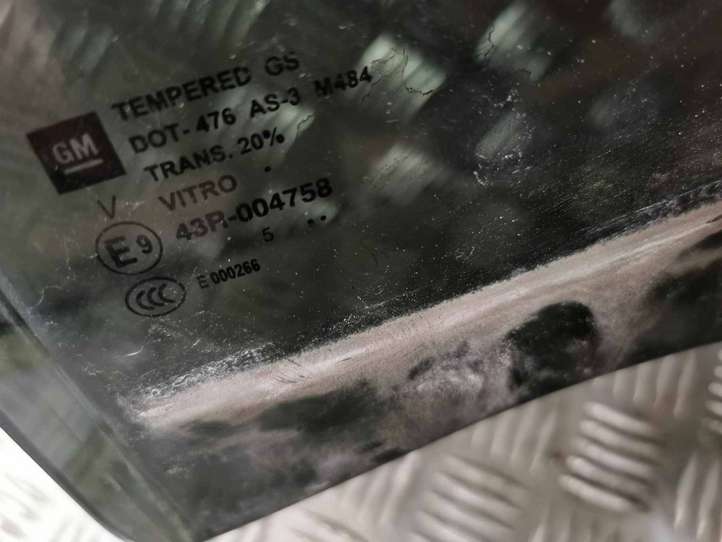 GM
TEMPERED GS
DOT-476 AS-3 M484
TRANS. 20%
V VITRO .
E9 43R-004758
5 ..
CCC E000266